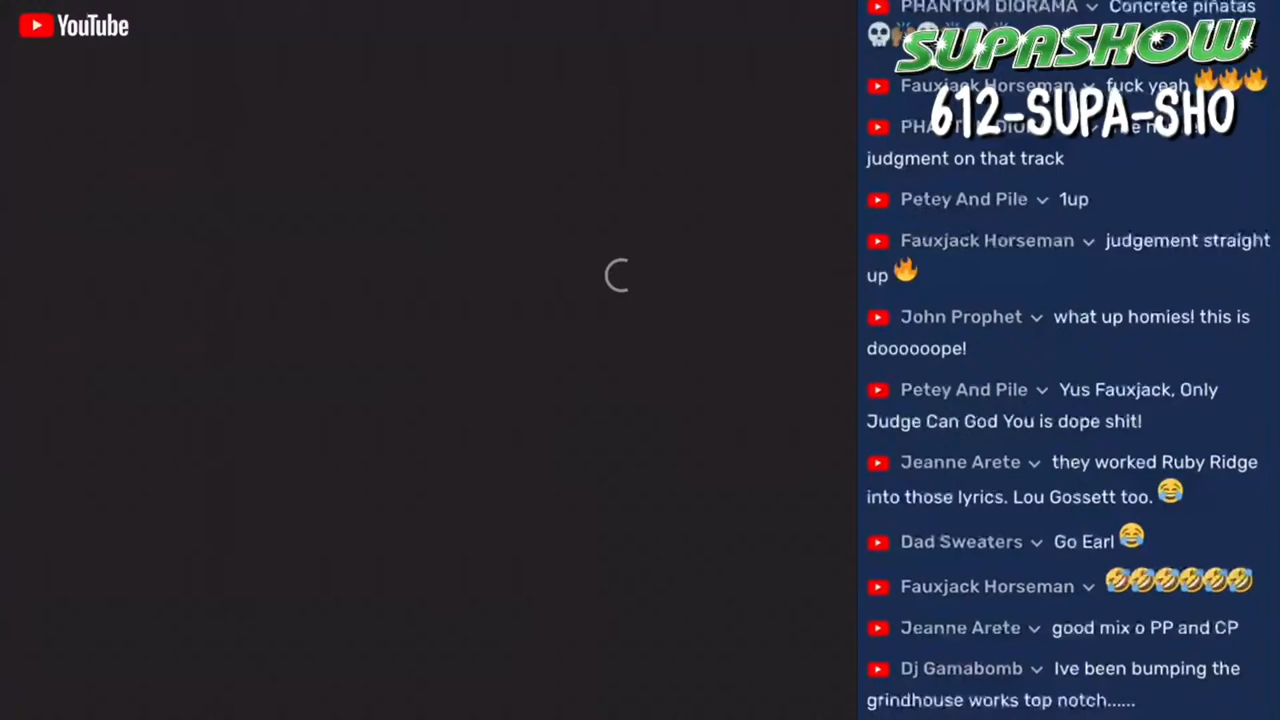 YouTube
PHANTOM DIORAMA Concrete piñatas
SUPASHOW
Fauxjack Horseman fuck yeah
612-SUPA-SHO
judgment on that track
Petey And Pile 1up
Fauxjack Horseman judgement straight
up
John Prophet what up homies! this is
doooooope!
Petey And Pile Yus Fauxjack, Only
Judge Can God You is dope shit!
Jeanne Arete they worked Ruby Ridge
into those lyrics. Lou Gossett too.
Dad Sweaters Go Earl
Fauxjack Horseman
Jeanne Arete good mix o PP and CP
Dj Gamabomb Ive been bumping the
grindhouse works top notch......